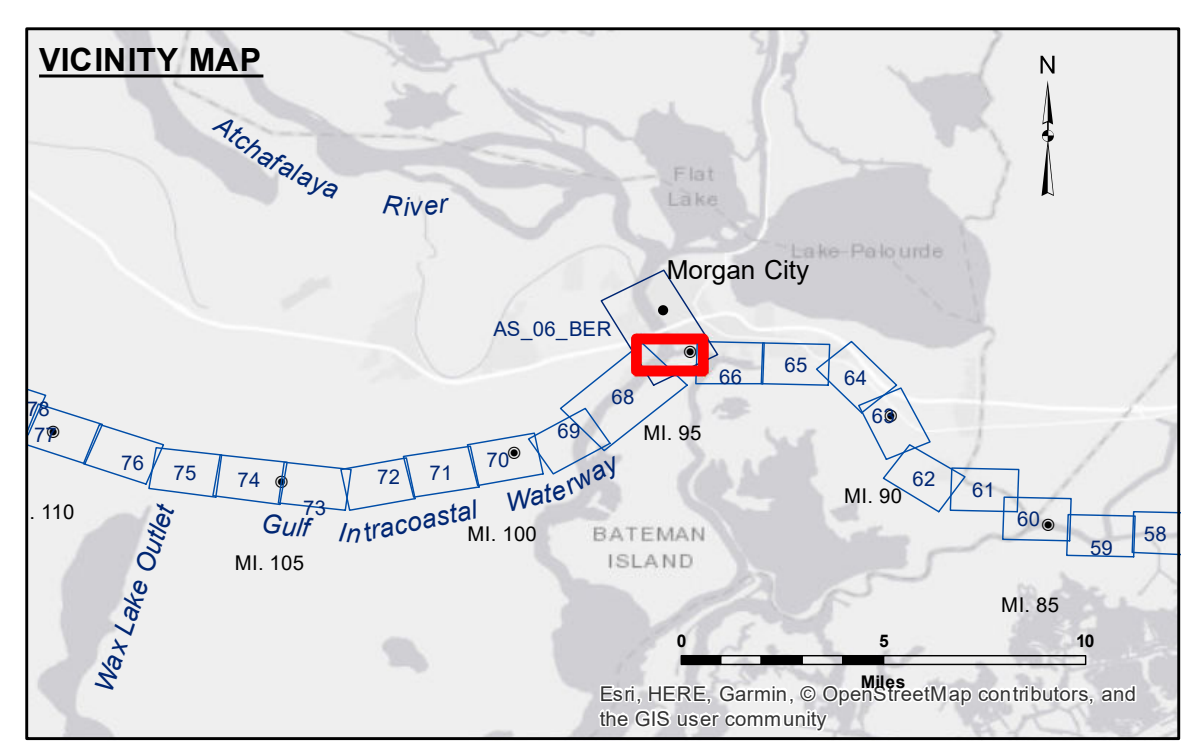 VICINITY MAP
N
Atchafalaya
River
Flat
Lake
Lake Palourde
Morgan City
AS_06_BER
66
65
64
63
62
61
60
59
58
68
69
70
71
72
73
74
75
76
77
78
MI. 95
MI. 90
MI. 85
MI. 100
MI. 105
. 110
Gulf Intracoastal Waterway
Wax Lake Outlet
BATEMAN
ISLAND
0 5 10
Miles
Esri, HERE, Garmin, © OpenStreetMap contributors, and
the GIS user community